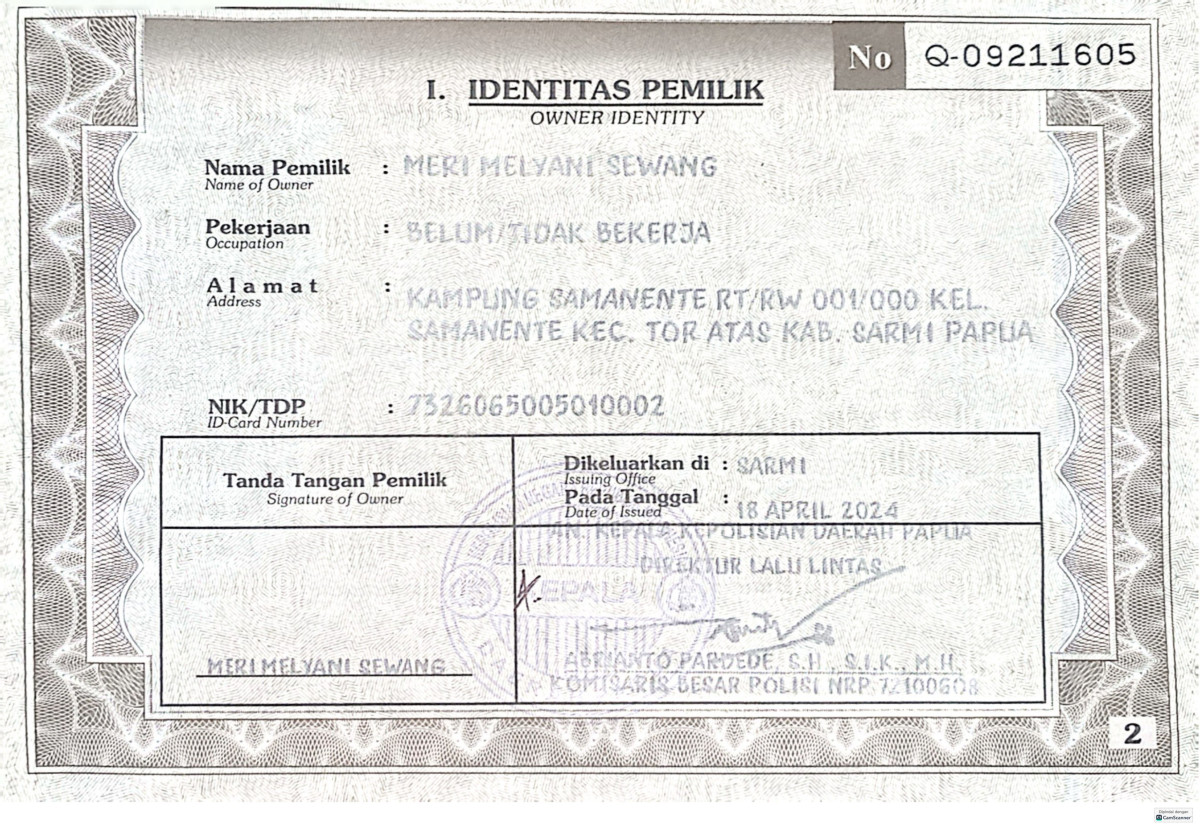 No Q-09211605
I. IDENTITAS PEMILIK
OWNER IDENTITY
Nama Pemilik : MERI MELYANI SEWANG
Name of Owner
Pekerjaan : BELUM/TIDAK BEKERJA
Occupation
Alamat : KAMPUNG SAMANENTE RT/RW 001/000 KEL.
Address
SAMANENTE KEC. TOR ATAS KAB. SARMI PAPUA
NIK/TDP : 7326065005010002
ID-Card Number
Tanda Tangan Pemilik
Signature of Owner
Dikeluarkan di : SARMI
Issuing Office
Pada Tanggal : 18 APRIL 2024
Date of Issued
AN. KEPALA KEPOLISIAN DAERAH PAPUA
DIREKTUR LALU LINTAS
KEPALA
MERI MELYANI SEWANG
ADRIANTO PARDEDE, S.H., S.I.K., M.H.
KOMISARIS BESAR POLISI NRP 72100608
2
CamScanner